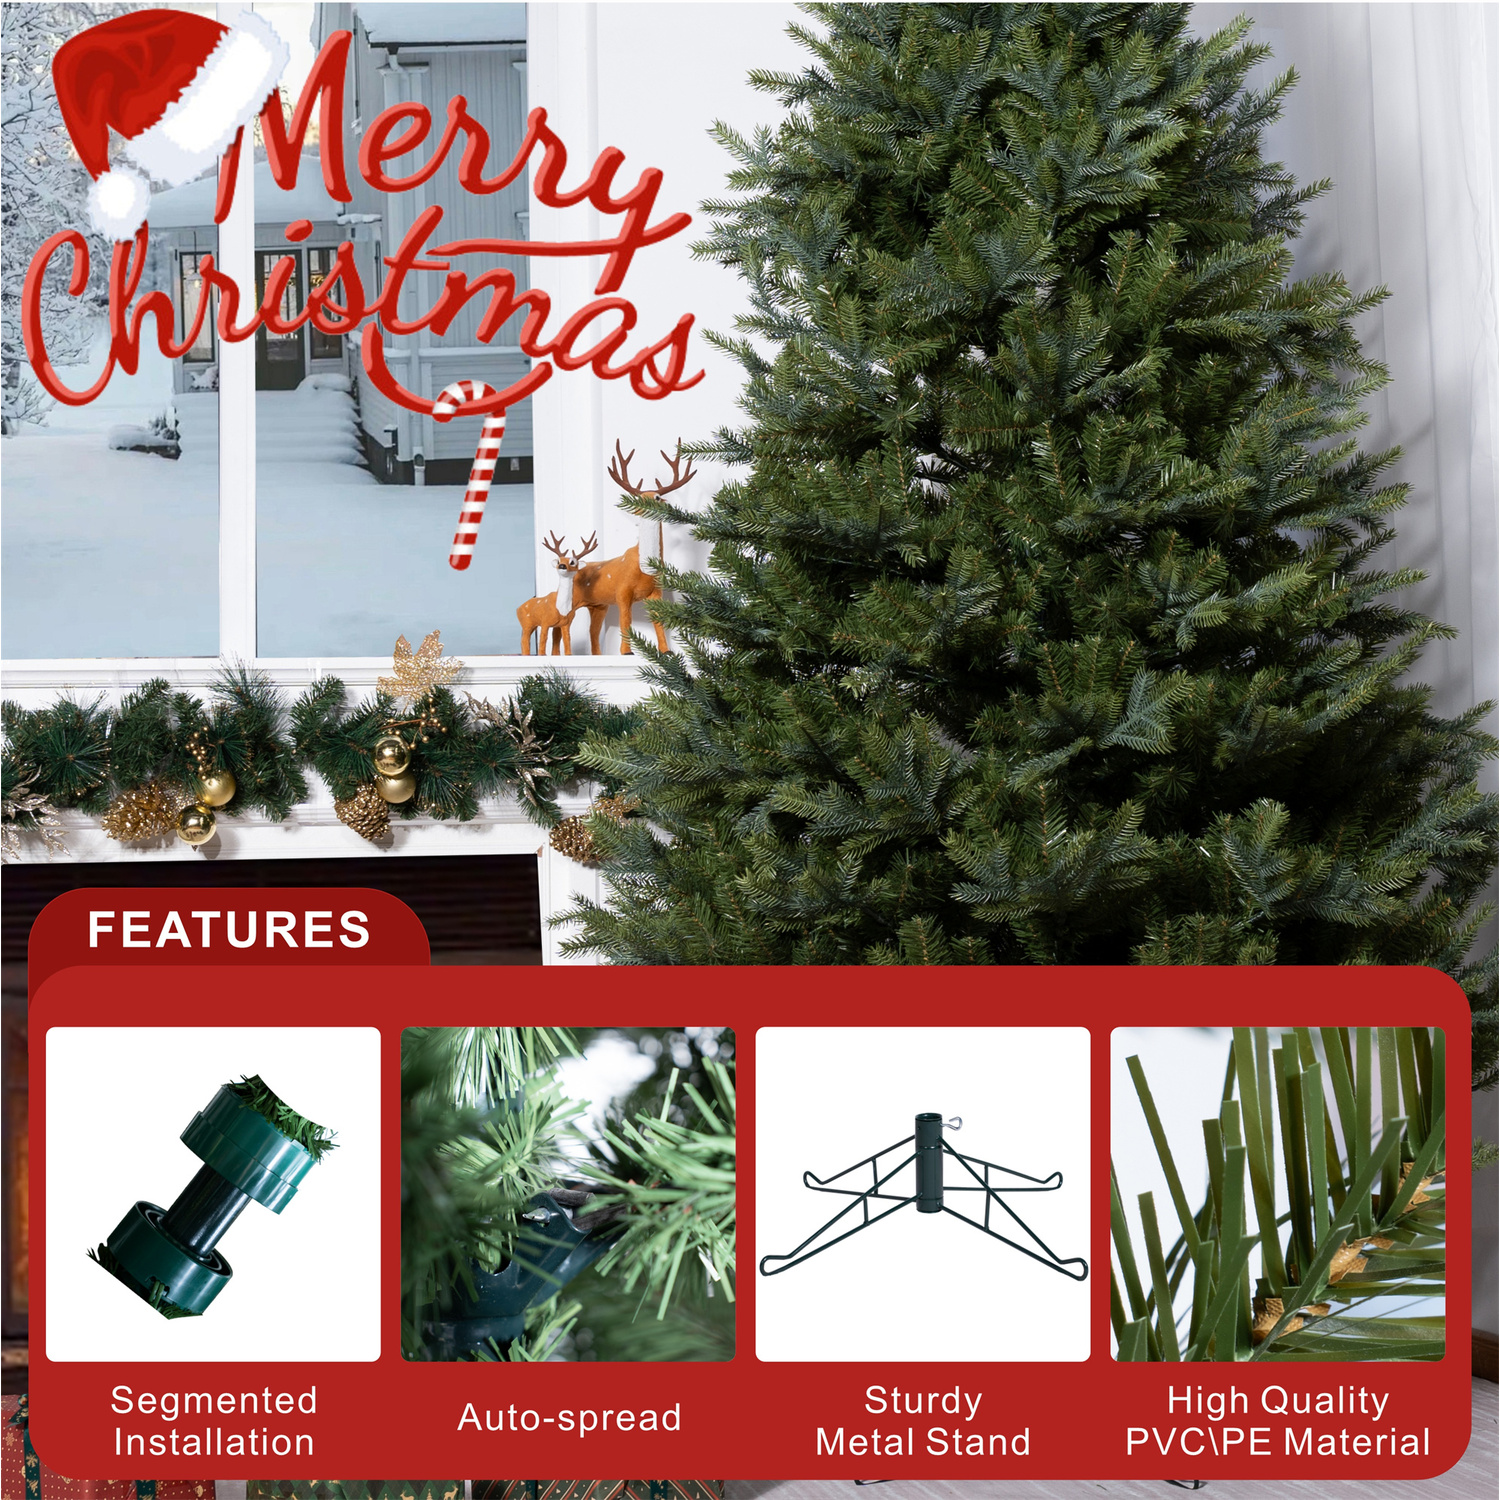 Merry
Christmas
FEATURES
Segmented
Installation
Auto-spread
Sturdy
Metal Stand
High Quality
PVC\PE Material